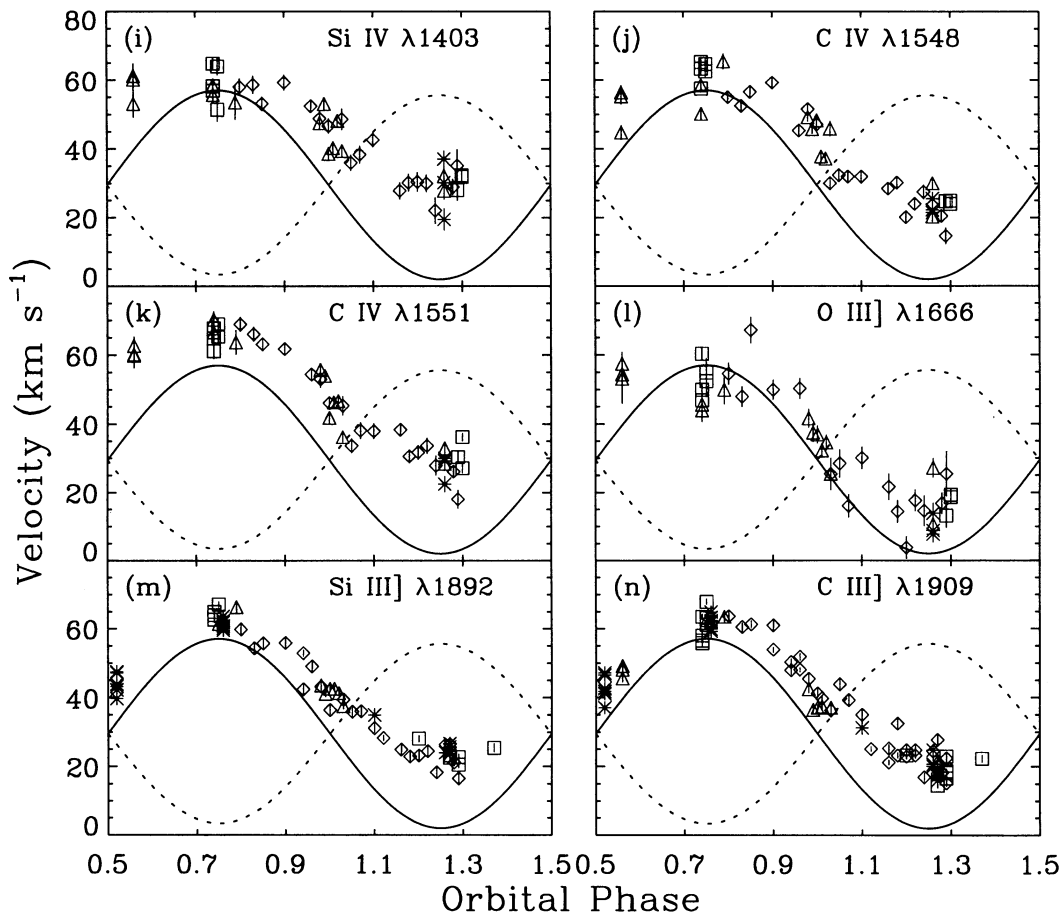 (i) Si IV λ1403
(j) C IV λ1548
80
60
40
20
0
(k) C IV λ1551
(l) O III] λ1666
60
40
20
0
(m) Si III] λ1892
(n) C III] λ1909
60
40
20
0
0.5 0.7 0.9 1.1 1.3 1.5 0.5 0.7 0.9 1.1 1.3 1.5
Velocity (km s⁻¹)
Orbital Phase